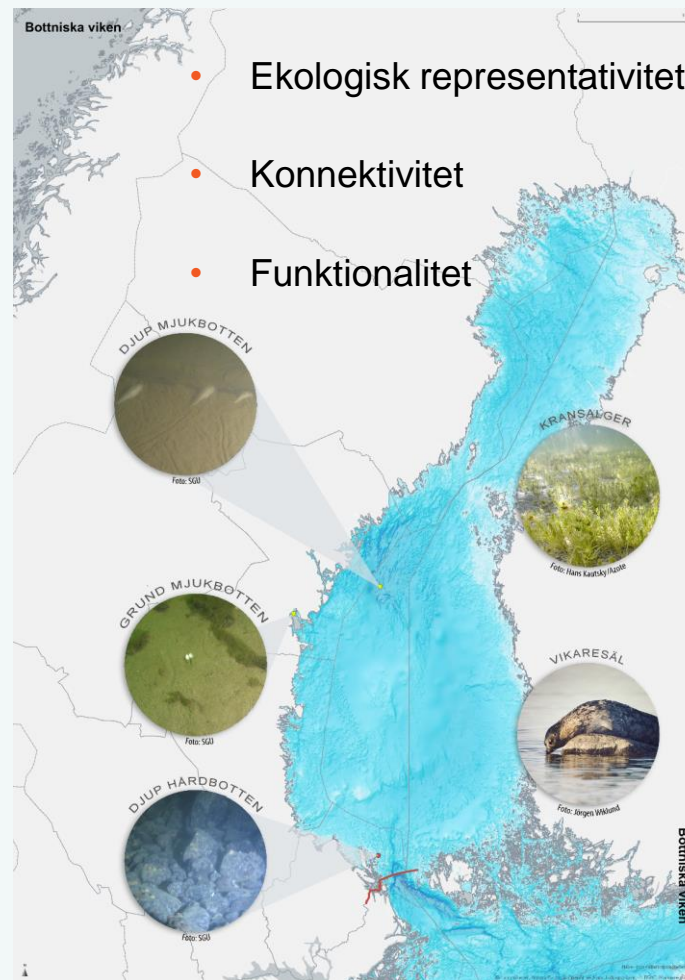 Bottniska viken
• Ekologisk representativitet
• Konnektivitet
• Funktionalitet
DJUP MJUKBOTTEN
Foto: SGU
KRANSALGER
Foto: Hans Kautsky/Azote
GRUND MJUKBOTTEN
Foto: SGU
VIKARESÄL
Foto: Jörgen Wiklund
DJUP HÅRDBOTTEN
Foto: SGU
Bottniska viken